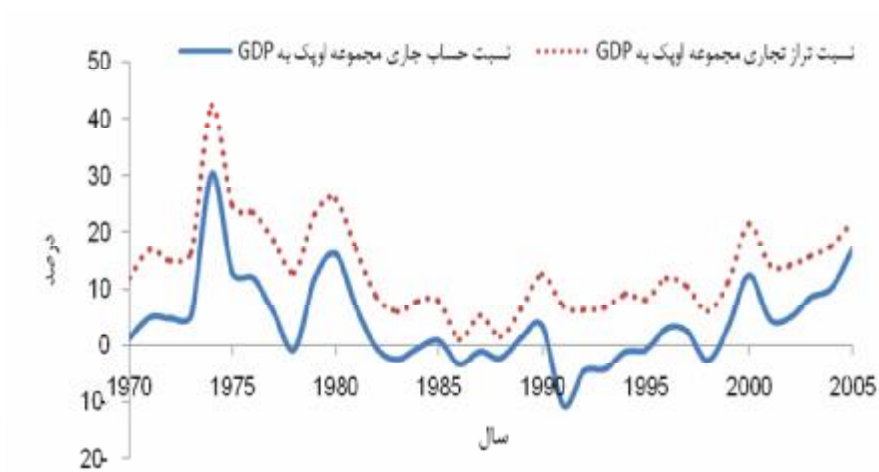 نسبت تراز تجاری مجموعه اوپک به GDP
نسبت حساب جاری مجموعه اوپک به GDP
50
40
30
20
10
0
10-
20-
درصد
1970 1975 1980 1985 1990 1995 2000 2005
سال